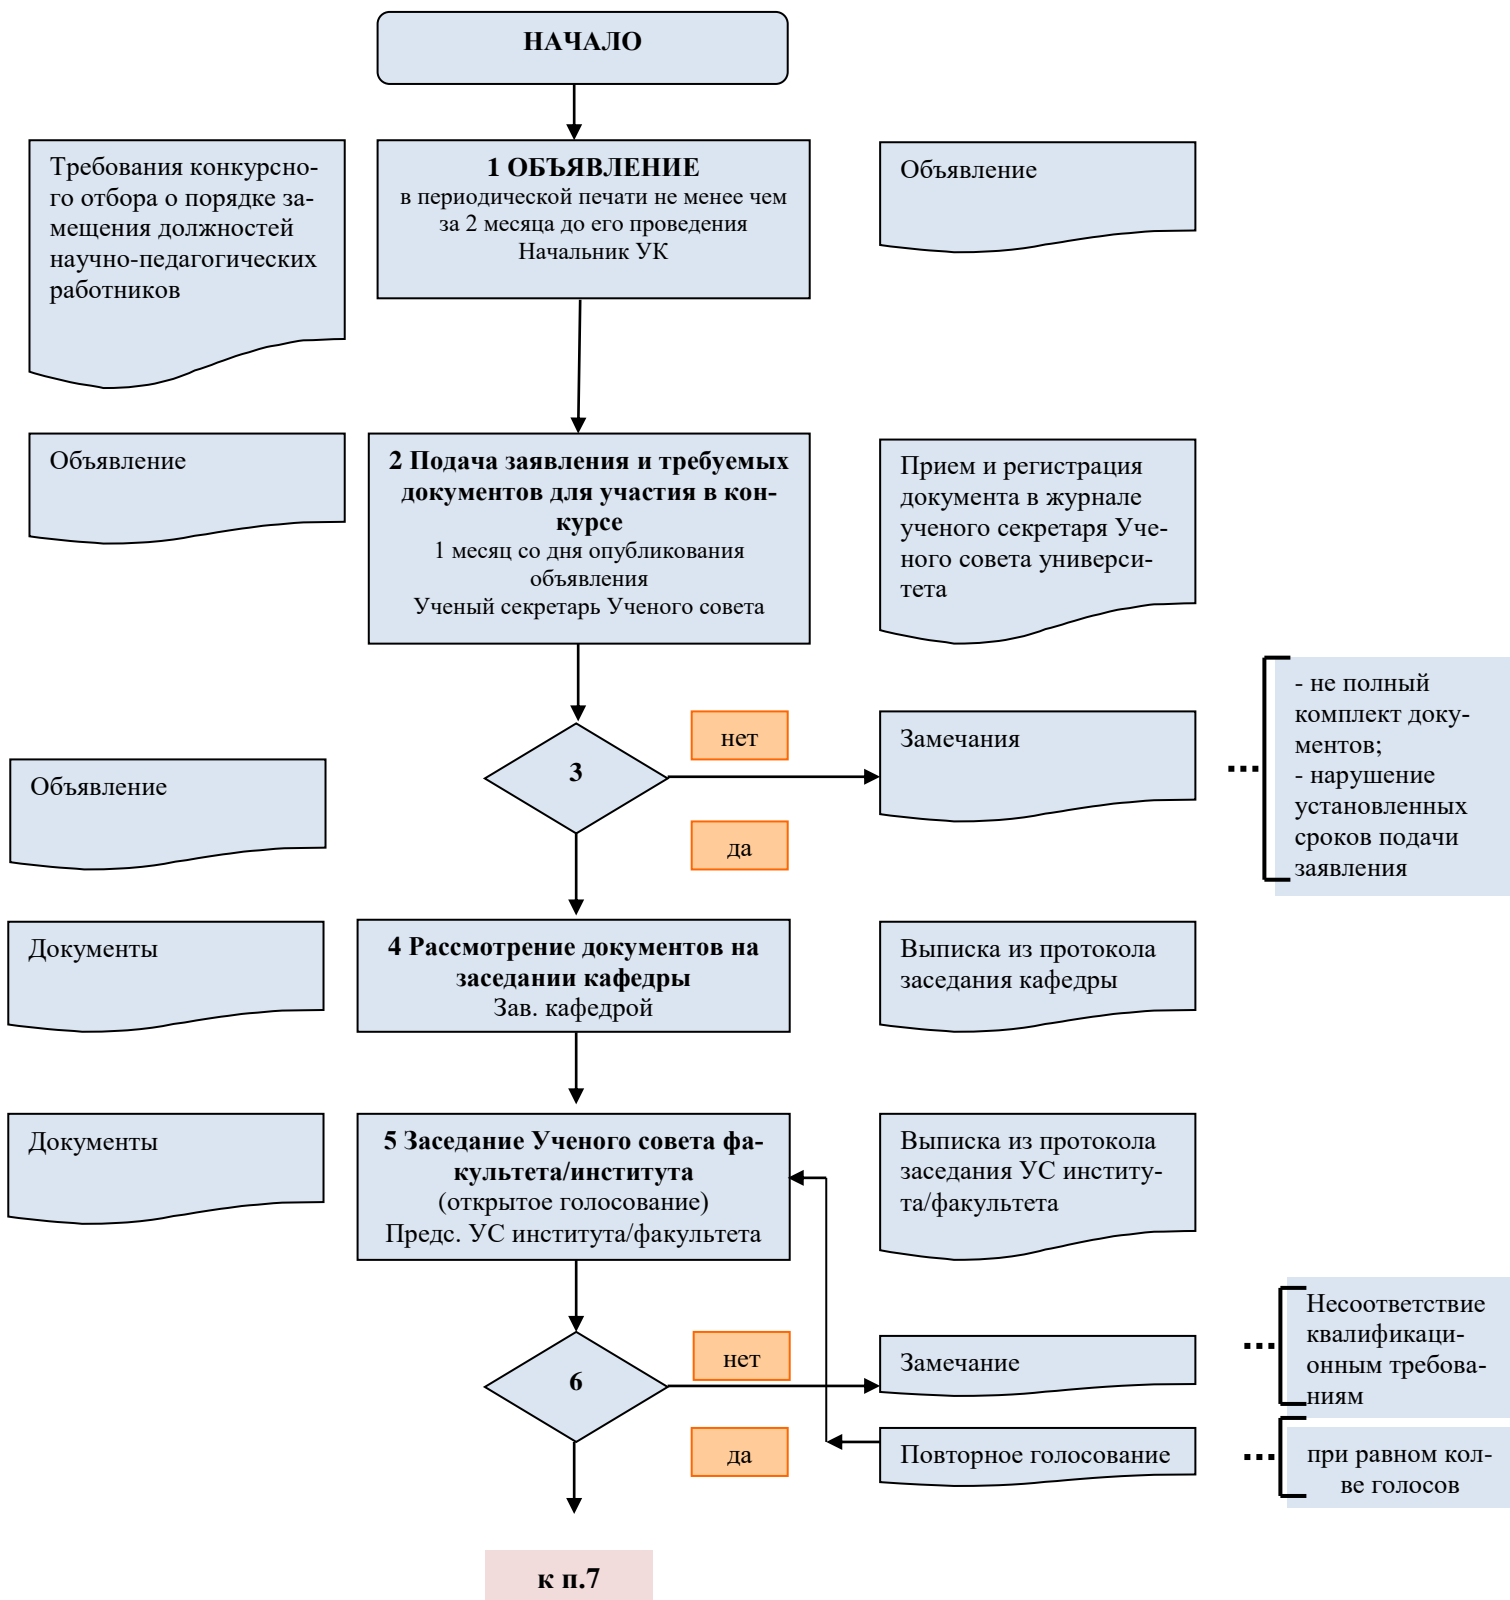 НАЧАЛО
Требования конкурсно-
го отбора о порядке за-
мещения должностей
научно-педагогических
работников
1 ОБЪЯВЛЕНИЕ
в периодической печати не менее чем
за 2 месяца до его проведения
Начальник УК
Объявление
Объявление
2 Подача заявления и требуемых
документов для участия в кон-
курсе
1 месяц со дня опубликования
объявления
Ученый секретарь Ученого совета
Прием и регистрация
документа в журнале
ученого секретаря Уче-
ного совета универси-
тета
Объявление
3
нет
да
Замечания
- не полный
комплект доку-
ментов;
- нарушение
установленных
сроков подачи
заявления
Документы
4 Рассмотрение документов на
заседании кафедры
Зав. кафедрой
Выписка из протокола
заседания кафедры
Документы
5 Заседание Ученого совета фа-
культета/института
(открытое голосование)
Предс. УС института/факультета
Выписка из протокола
заседания УС институ-
та/факультета
6
нет
да
Замечание
Несоответствие
квалификаци-
онным требова-
ниям
Повторное голосование
при равном кол-
ве голосов
к п.7